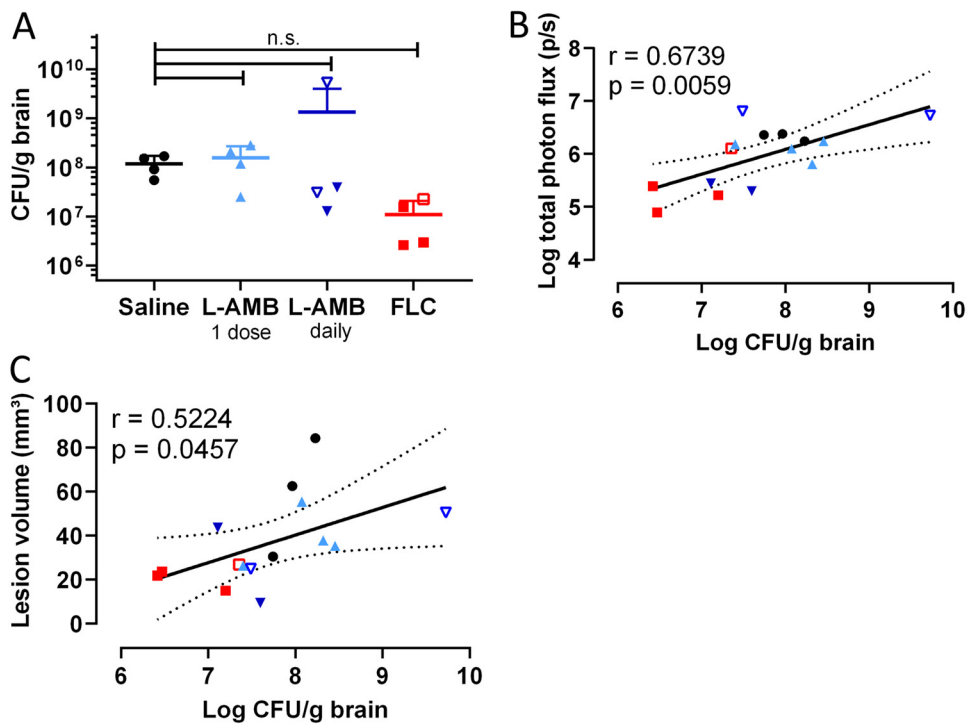 A
n.s.
CFU/g brain
10¹⁰
10⁹
10⁸
10⁷
10⁶
Saline
L-AMB
1 dose
L-AMB
daily
FLC
B
r = 0.6739
p = 0.0059
Log total photon flux (p/s)
8
7
6
5
4
6 7 8 9 10
Log CFU/g brain
C
r = 0.5224
p = 0.0457
Lesion volume (mm³)
100
80
60
40
20
0
6 7 8 9 10
Log CFU/g brain